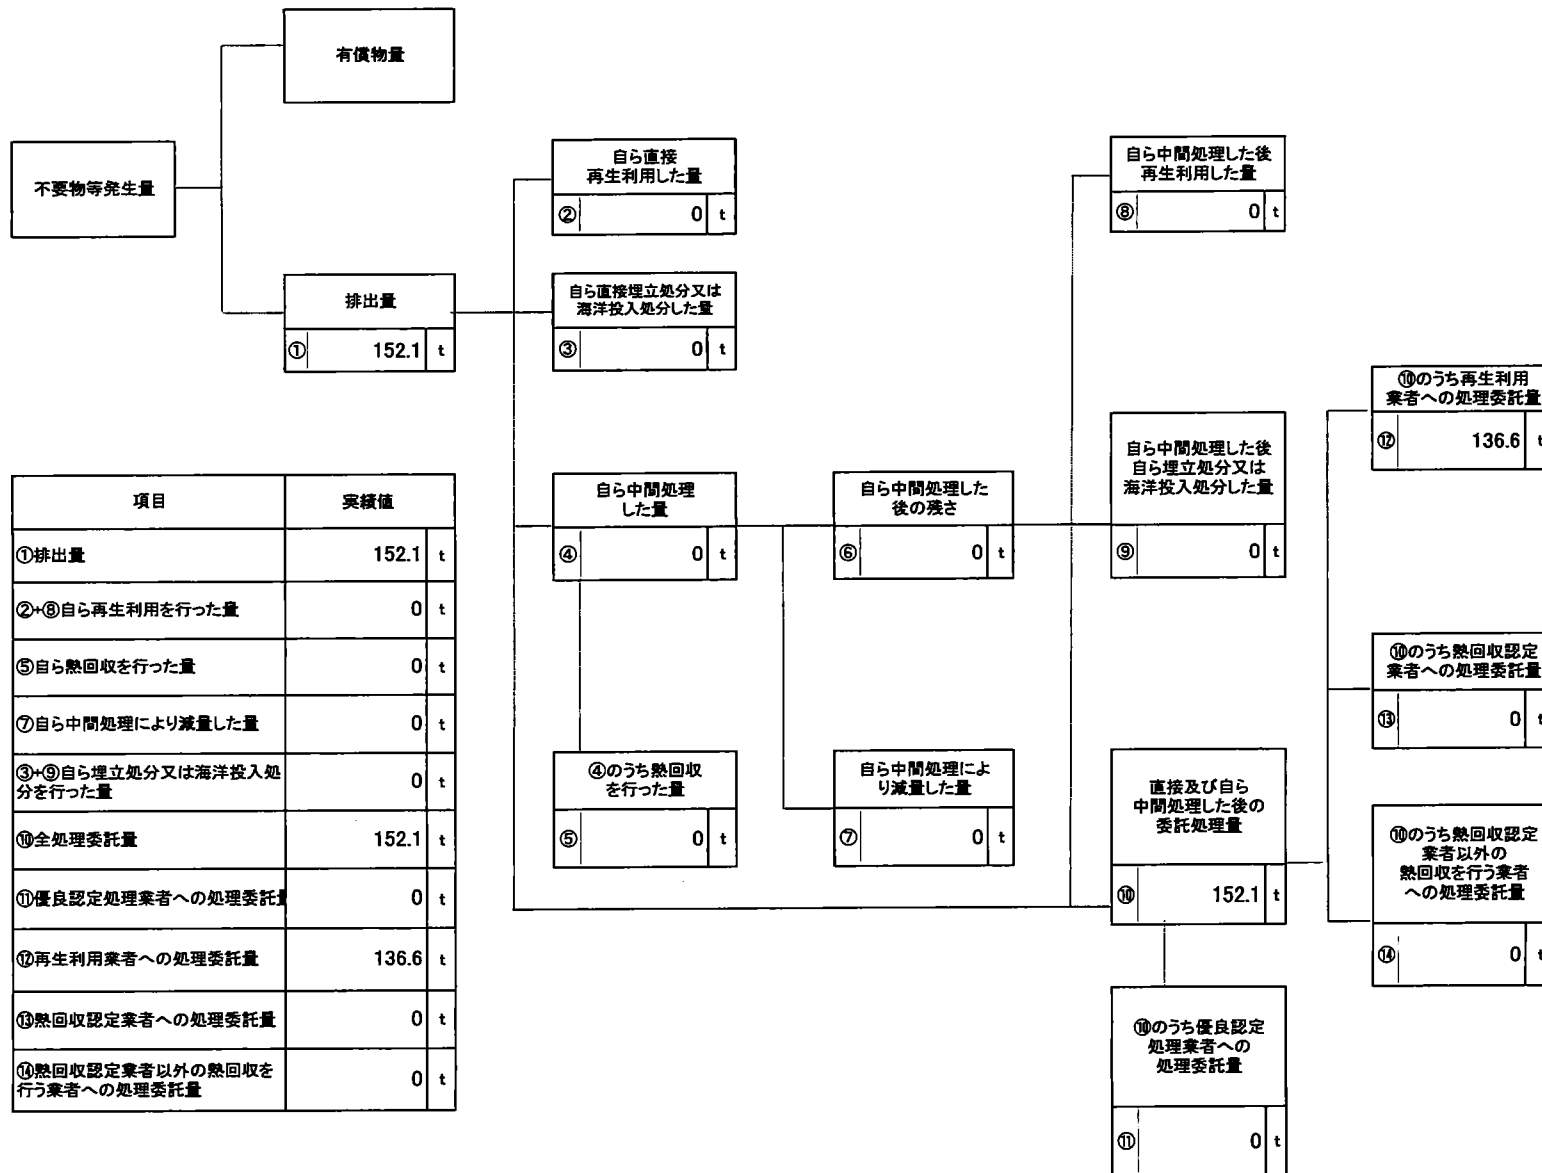 有償物量
不要物等発生量
排出量
① 152.1 t
自ら直接
再生利用した量
② 0 t
自ら直接埋立処分又は
海洋投入処分した量
③ 0 t
自ら中間処理
した量
④ 0 t
④のうち熱回収
を行った量
⑤ 0 t
自ら中間処理した
後の残さ
⑥ 0 t
自ら中間処理によ
り減量した量
⑦ 0 t
自ら中間処理した後
再生利用した量
⑧ 0 t
自ら中間処理した後
自ら埋立処分又は
海洋投入処分した量
⑨ 0 t
直接及び自ら
中間処理した後の
委託処理量
⑩ 152.1 t
⑩のうち優良認定
処理業者への
処理委託量
⑪ 0 t
⑩のうち再生利用
業者への処理委託量
⑫ 136.6 t
⑩のうち熱回収認定
業者への処理委託量
⑬ 0 t
⑩のうち熱回収認定
業者以外の
熱回収を行う業者
への処理委託量
⑭ 0 t
項目 実績値
①排出量 152.1 t
②+⑧自ら再生利用を行った量 0 t
⑤自ら熱回収を行った量 0 t
⑦自ら中間処理により減量した量 0 t
③+⑨自ら埋立処分又は海洋投入処
分を行った量 0 t
⑩全処理委託量 152.1 t
⑪優良認定処理業者への処理委託量 0 t
⑫再生利用業者への処理委託量 136.6 t
⑬熱回収認定業者への処理委託量 0 t
⑭熱回収認定業者以外の熱回収を
行う業者への処理委託量 0 t